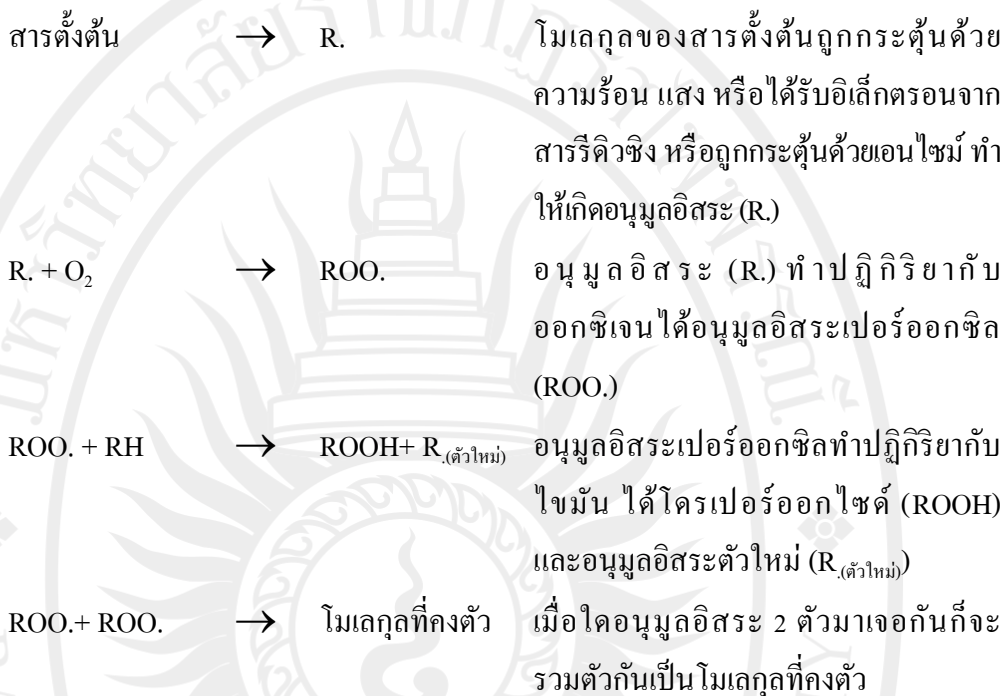 สารตั้งต้น → R. โมเลกุลของสารตั้งต้นถูกกระตุ้นด้วย
ความร้อน แสง หรือได้รับอิเล็กตรอนจาก
สารรีดิวซิง หรือถูกกระตุ้นด้วยเอนไซม์ ทำ
ให้เกิดอนุมูลอิสระ (R.)
R. + O₂ → ROO. อนุมูลอิสระ (R.) ทำปฏิกิริยากับ
ออกซิเจนได้อนุมูลอิสระเปอร์ออกซิล
(ROO.)
ROO. + RH → ROOH+ R.(ตัวใหม่) อนุมูลอิสระเปอร์ออกซิลทำปฏิกิริยากับ
ไขมัน ได้โดรเปอร์ออกไซด์ (ROOH)
และอนุมูลอิสระตัวใหม่ (R.(ตัวใหม่))
ROO.+ ROO. → โมเลกุลที่คงตัว เมื่อใดอนุมูลอิสระ 2 ตัวมาเจอกันก็จะ
รวมตัวกันเป็นโมเลกุลที่คงตัว